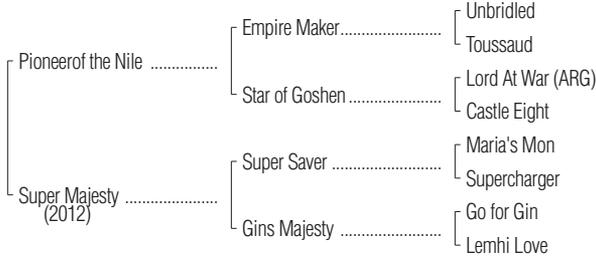 Unbridled
Empire Maker.......................
Toussaud
Pioneerof the Nile ................
Lord At War (ARG)
Star of Goshen.......................
Castle Eight
Maria's Mon
Super Saver ...........................
Supercharger
Super Majesty .......................
(2012)
Go for Gin
Gins Majesty .........................
Lemhi Love